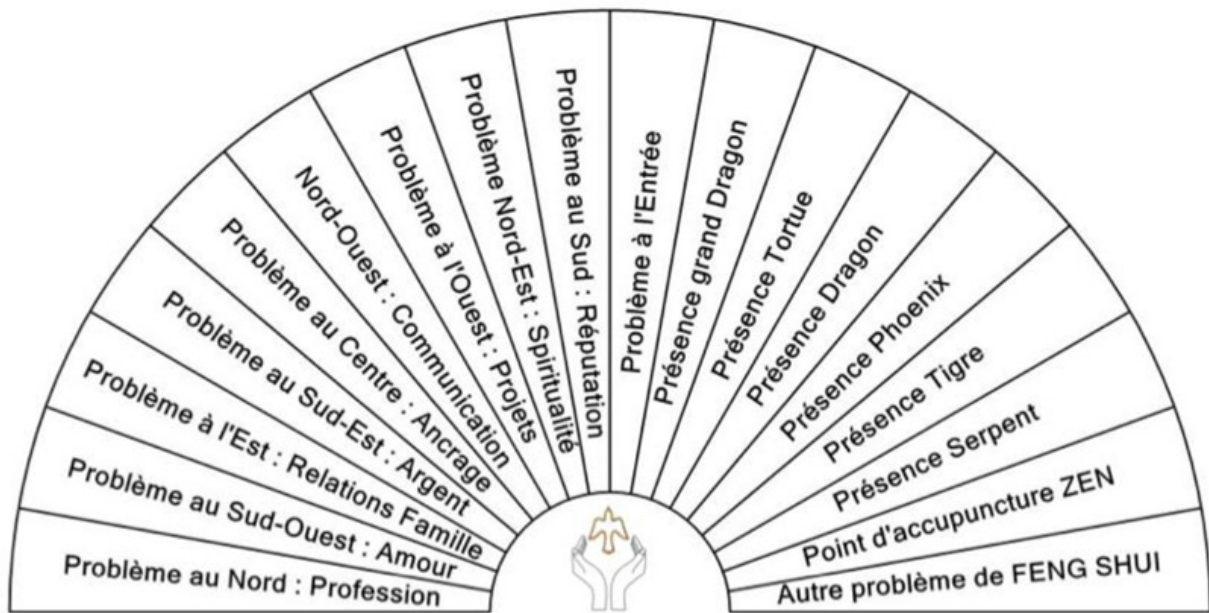 Problème au Nord : Profession
Problème au Sud-Ouest : Amour
Problème à l'Est : Relations Famille
Problème au Sud-Est : Argent
Problème au Centre : Ancrage
Nord-Ouest : Communication
Problème à l'Ouest : Projets
Problème Nord-Est : Spiritualité
Problème au Sud : Réputation
Problème à l'Entrée
Présence grand Dragon
Présence Tortue
Présence Dragon
Présence Phoenix
Présence Tigre
Présence Serpent
Point d'accupuncture ZEN
Autre problème de FENG SHUI